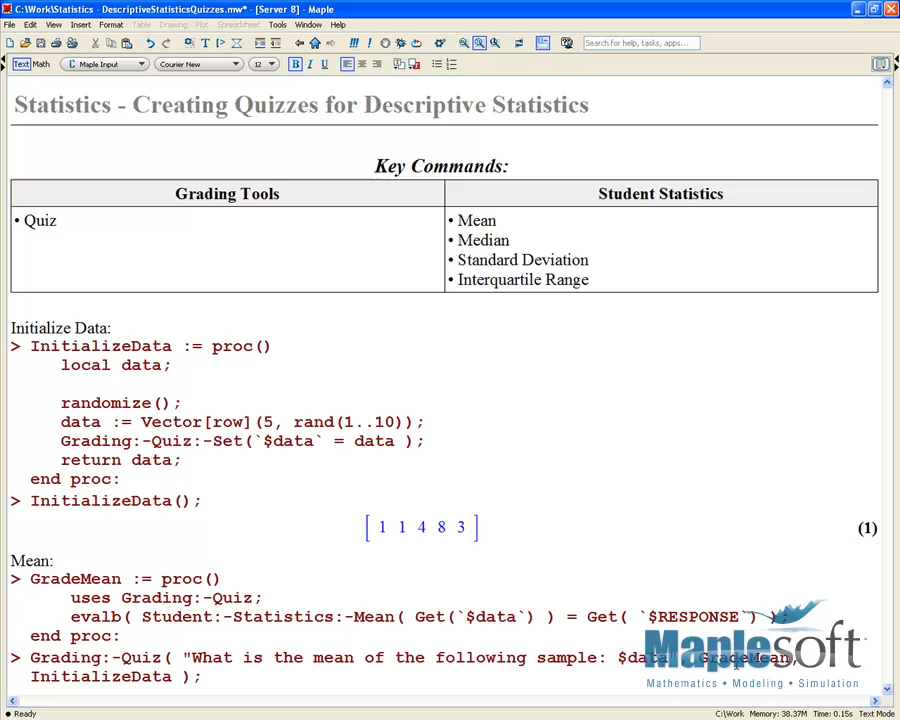 C:\Work\Statistics - DescriptiveStatisticsQuizzes.mw* - [Server 8] - Maple
File Edit View Insert Format Table Drawing Plot Spreadsheet Tools Window Help
Search for help, tasks, apps...
Text Math C Maple Input Courier New 12 B I U
Statistics - Creating Quizzes for Descriptive Statistics
Key Commands:
Grading Tools Student Statistics
• Quiz
• Mean
• Median
• Standard Deviation
• Interquartile Range
Initialize Data:
> InitializeData := proc()
local data;
randomize();
data := Vector[row](5, rand(1..10));
Grading:-Quiz:-Set(`$data` = data );
return data;
end proc:
> InitializeData();
[ 1 1 4 8 3 ]
(1)
Mean:
> GradeMean := proc()
uses Grading:-Quiz;
evalb( Student:-Statistics:-Mean( Get(`$data`) ) = Get( `$RESPONSE`) );
end proc:
> Grading:-Quiz( "What is the mean of the following sample: $data GradeMean,
InitializeData );
Maplesoft™
Mathematics • Modeling • Simulation
Ready
C:\Work Memory: 38.37M Time: 0.15s Text Mode